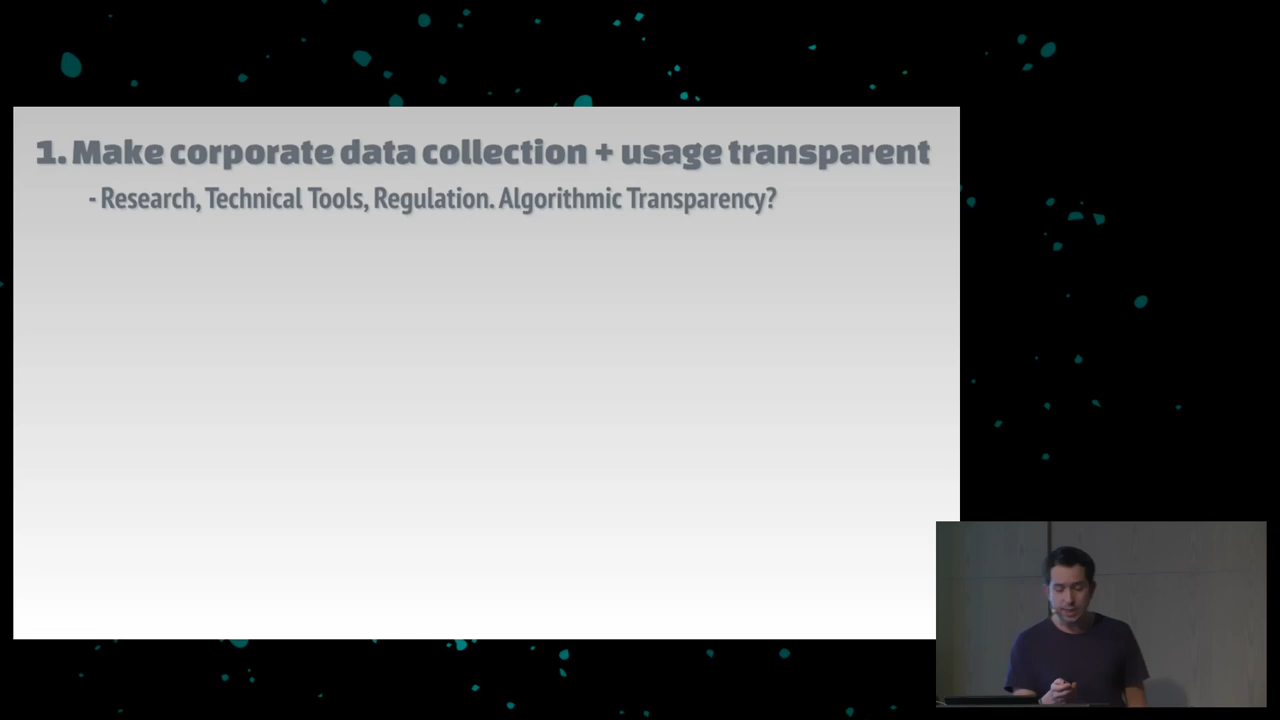 1. Make corporate data collection + usage transparent
- Research, Technical Tools, Regulation. Algorithmic Transparency?